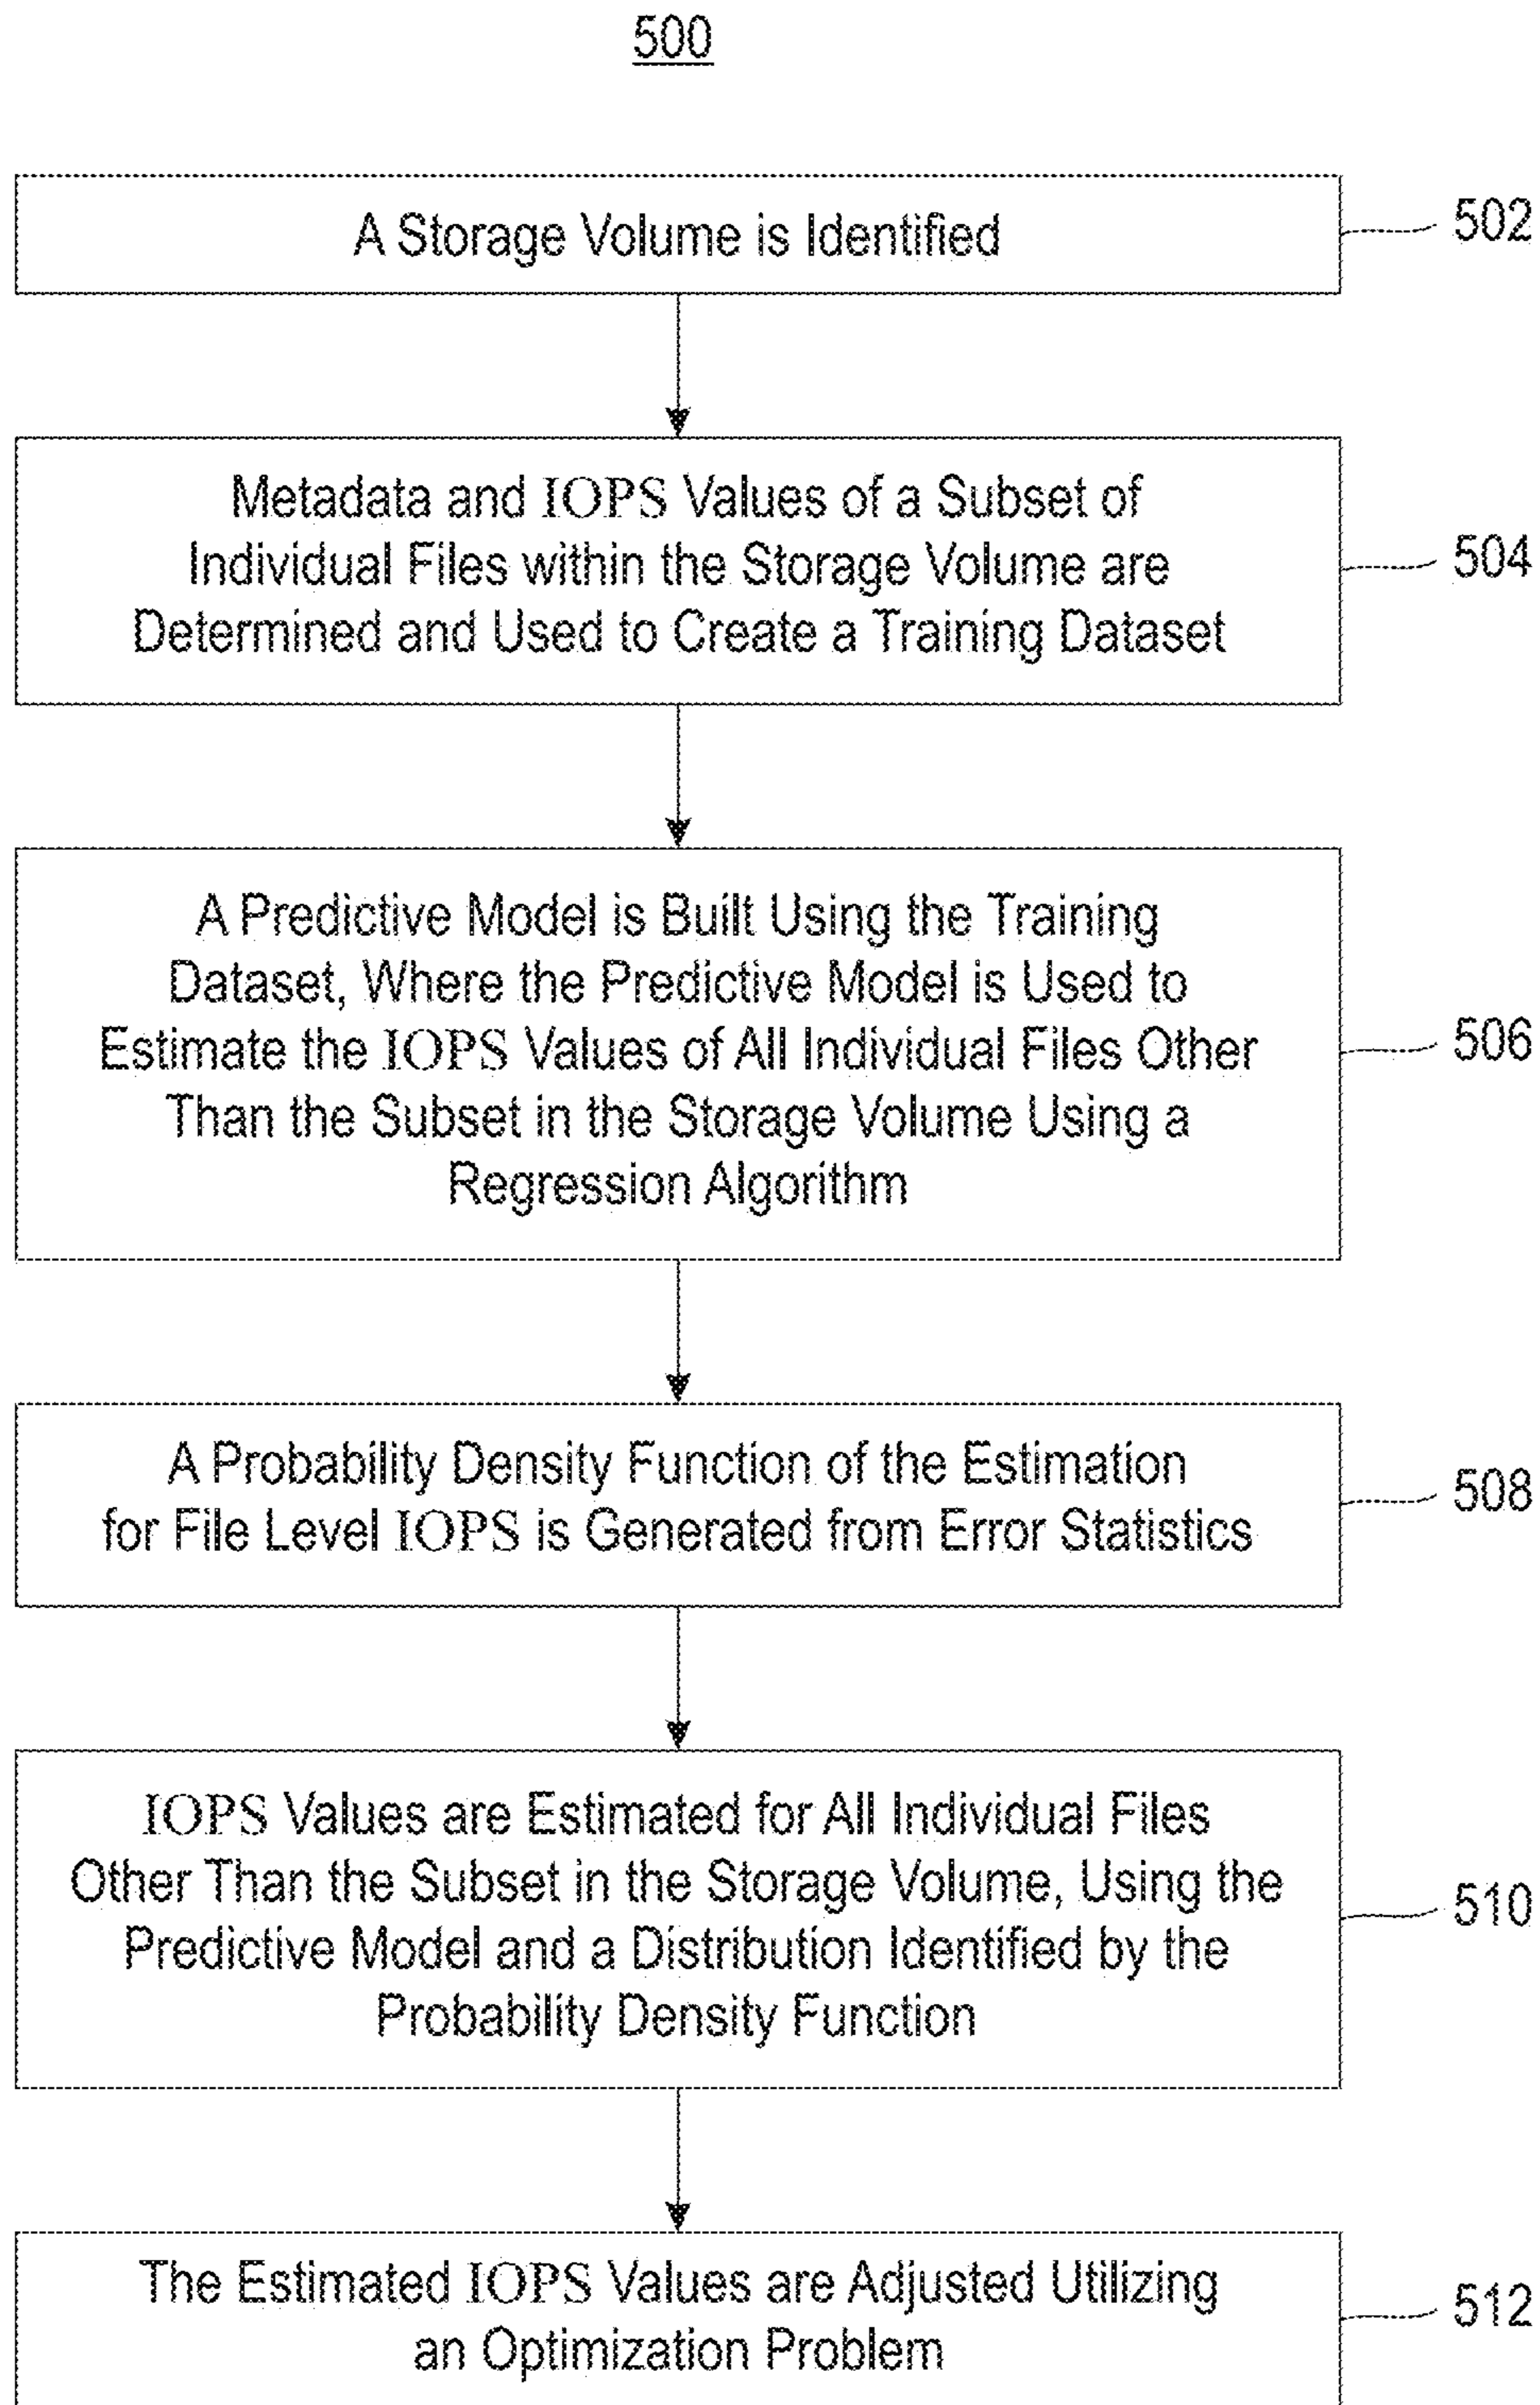 500
A Storage Volume is Identified
502
Metadata and IOPS Values of a Subset of
Individual Files within the Storage Volume are
Determined and Used to Create a Training Dataset
504
A Predictive Model is Built Using the Training
Dataset, Where the Predictive Model is Used to
Estimate the IOPS Values of All Individual Files Other
Than the Subset in the Storage Volume Using a
Regression Algorithm
506
A Probability Density Function of the Estimation
for File Level IOPS is Generated from Error Statistics
508
IOPS Values are Estimated for All Individual Files
Other Than the Subset in the Storage Volume, Using the
Predictive Model and a Distribution Identified by the
Probability Density Function
510
The Estimated IOPS Values are Adjusted Utilizing
an Optimization Problem
512